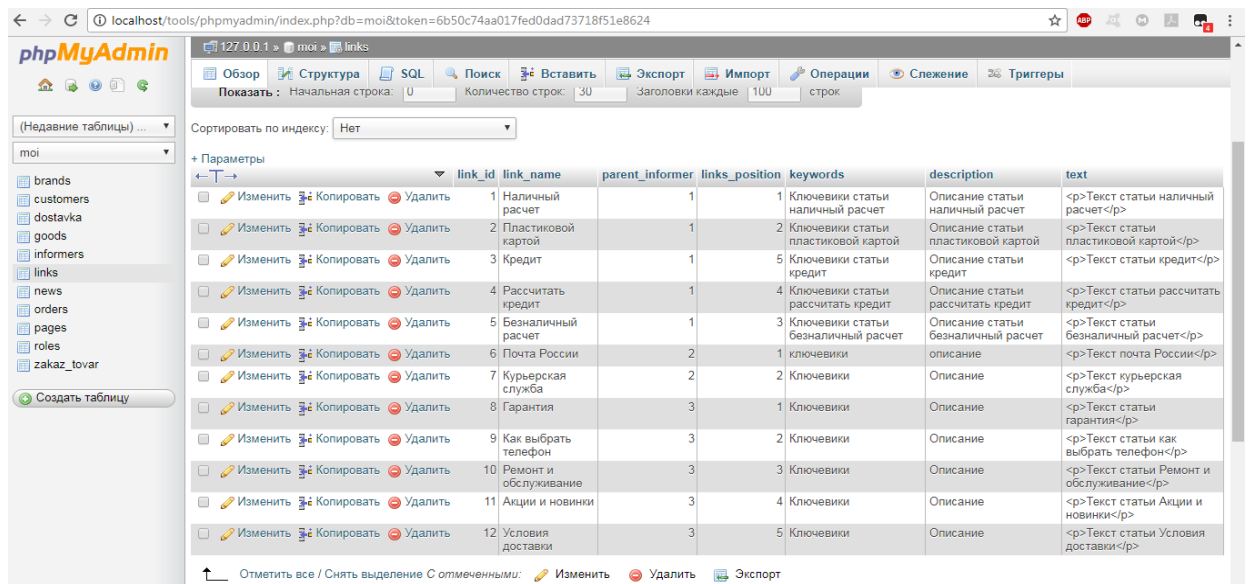 localhost/tools/phpmyadmin/index.php?db=moi&token=6b50c74aa017fed0dad73718f51e8624
ABP
M
4
phpMyAdmin
127.0.0.1 » moi » links
Обзор Структура SQL Поиск Вставить Экспорт Импорт Операции Слежение Триггеры
Показать : Начальная строка: 0 Количество строк: 30 Заголовки каждые 100 строк
(Недавние таблицы) ...
moi
brands
customers
dostavka
goods
informers
links
news
orders
pages
roles
zakaz_tovar
Создать таблицу
Сортировать по индексу: Нет
+ Параметры
←T→ link_id link_name parent_informer links_position keywords description text
Изменить Копировать Удалить 1 Наличный расчет 1 1 Ключевики статьи наличный расчет Описание статьи наличный расчет <p>Текст статьи наличный расчет</p>
Изменить Копировать Удалить 2 Пластиковой картой 1 2 Ключевики статьи пластиковой картой Описание статьи пластиковой картой <p>Текст статьи пластиковой картой</p>
Изменить Копировать Удалить 3 Кредит 1 5 Ключевики статьи кредит Описание статьи кредит <p>Текст статьи кредит</p>
Изменить Копировать Удалить 4 Рассчитать кредит 1 4 Ключевики статьи рассчитать кредит Описание статьи рассчитать кредит <p>Текст статьи рассчитать кредит</p>
Изменить Копировать Удалить 5 Безналичный расчет 1 3 Ключевики статьи безналичный расчет Описание статьи безналичный расчет <p>Текст статьи безналичный расчет</p>
Изменить Копировать Удалить 6 Почта России 2 1 ключевики описание <p>Текст почта России</p>
Изменить Копировать Удалить 7 Курьерская служба 2 2 Ключевики Описание <p>Текст курьерская служба</p>
Изменить Копировать Удалить 8 Гарантия 3 1 Ключевики Описание <p>Текст статьи гарантия</p>
Изменить Копировать Удалить 9 Как выбрать телефон 3 2 Ключевики Описание <p>Текст статьи как выбрать телефон</p>
Изменить Копировать Удалить 10 Ремонт и обслуживание 3 3 Ключевики Описание <p>Текст статьи Ремонт и обслуживание</p>
Изменить Копировать Удалить 11 Акции и новинки 3 4 Ключевики Описание <p>Текст статьи Акции и новинки</p>
Изменить Копировать Удалить 12 Условия доставки 3 5 Ключевики Описание <p>Текст статьи Условия доставки</p>
Отметить все / Снять выделение С отмеченными: Изменить Удалить Экспорт